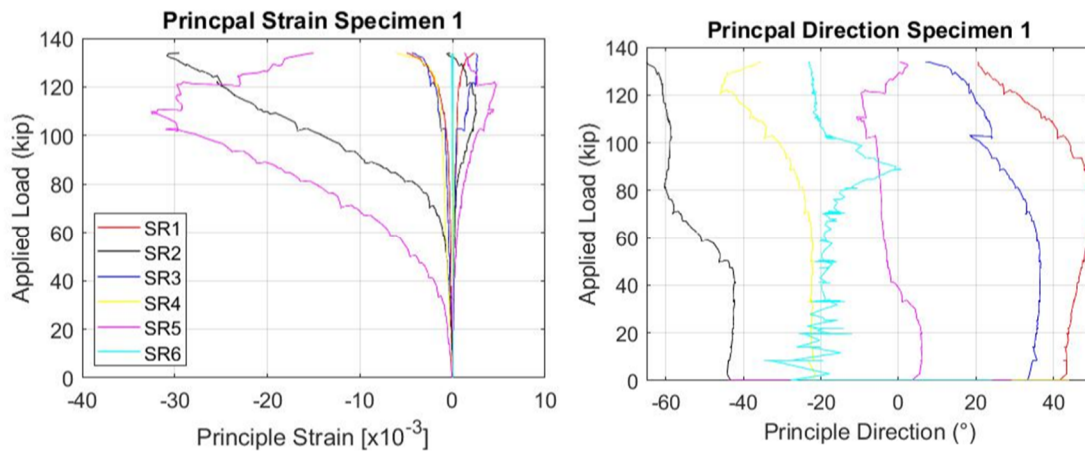 Princpal Strain Specimen 1
140
120
100
80
60
40
20
0
Applied Load (kip)
SR1
SR2
SR3
SR4
SR5
SR6
-40 -30 -20 -10 0 10
Principle Strain [x10⁻³]
Princpal Direction Specimen 1
140
120
100
80
60
40
20
0
Applied Load (kip)
-60 -40 -20 0 20 40
Principle Direction (°)